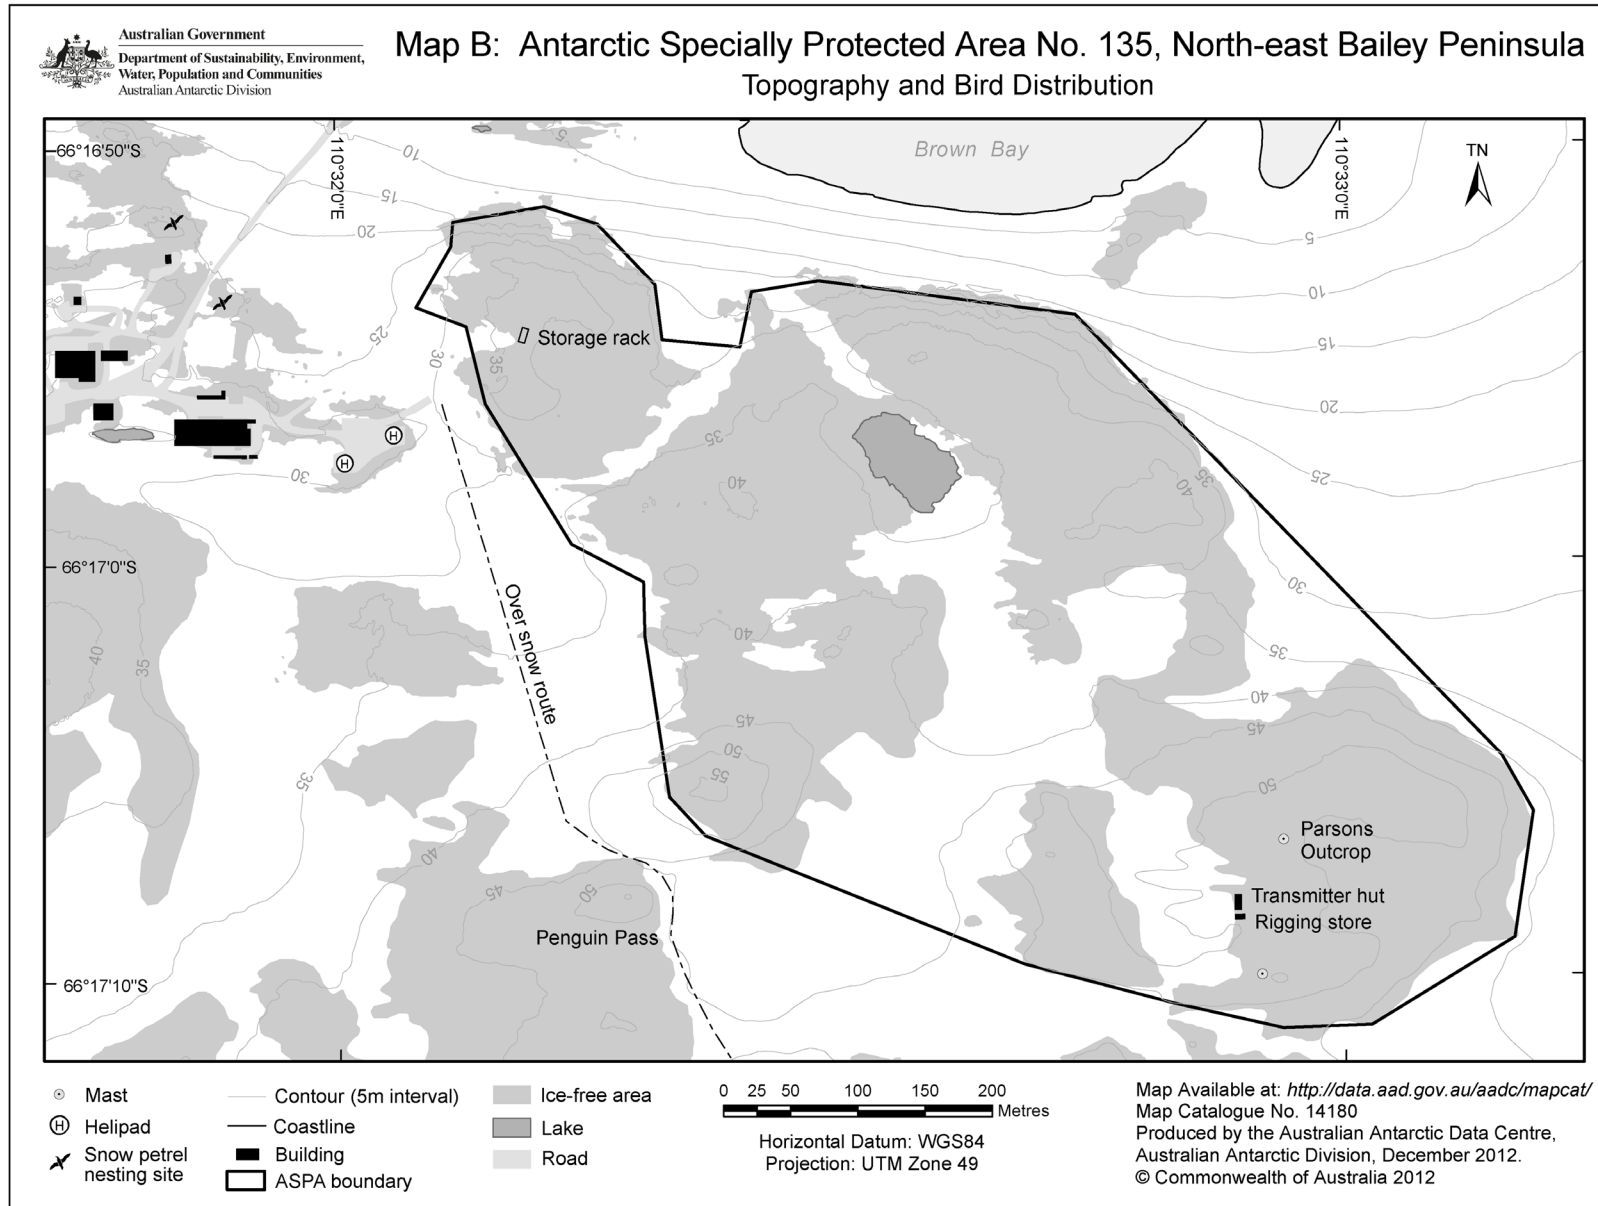 Australian Government
Department of Sustainability, Environment,
Water, Population and Communities
Australian Antarctic Division
Map B: Antarctic Specially Protected Area No. 135, North-east Bailey Peninsula
Topography and Bird Distribution
66°16'50"S
110°32'0"E
110°33'0"E
Brown Bay
TN
5
10
15
20
5
10
15
20
25
30
35
40
45
50
25
30
35
30
Storage rack
35
40
35
40
40
35
40
35
66°17'0"S
Over snow route
45
50
55
35
40
45
50
Penguin Pass
Parsons
Outcrop
Transmitter hut
Rigging store
66°17'10"S
Mast
Helipad
Snow petrel
nesting site
Contour (5m interval)
Coastline
Building
ASPA boundary
Ice-free area
Lake
Road
0 25 50 100 150 200
Metres
Horizontal Datum: WGS84
Projection: UTM Zone 49
Map Available at: http://data.aad.gov.au/aadc/mapcat/
Map Catalogue No. 14180
Produced by the Australian Antarctic Data Centre,
Australian Antarctic Division, December 2012.
© Commonwealth of Australia 2012
H
H
H